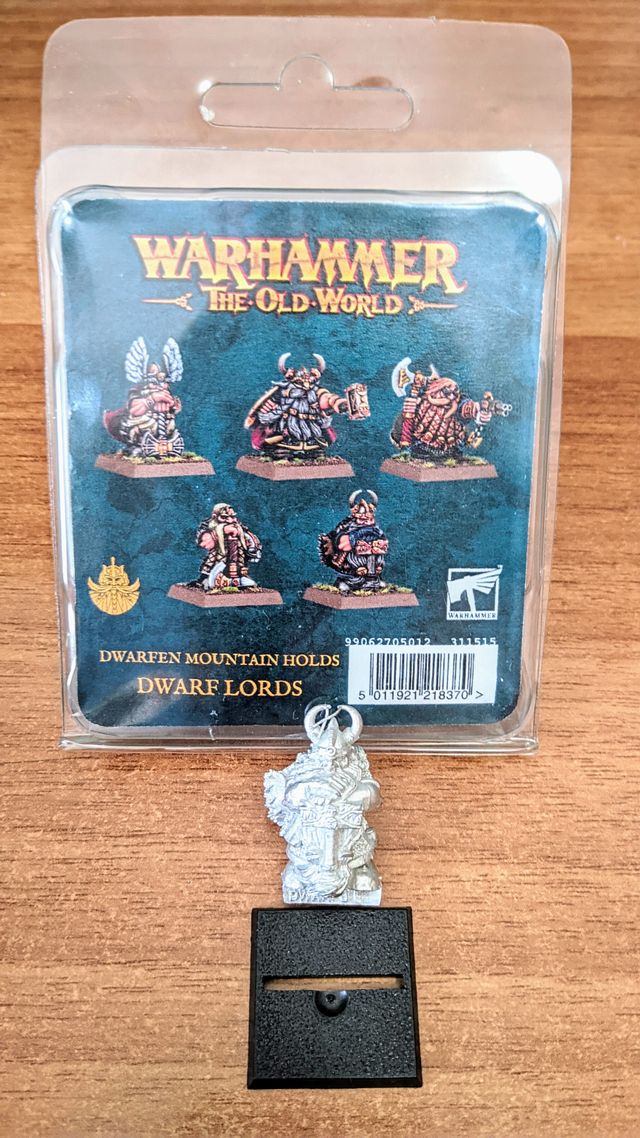 WARHAMMER
THE OLD WORLD
WARHAMMER
99062705012 311515
DWARFEN MOUNTAIN HOLDS
DWARF LORDS
5 011921 218370 >